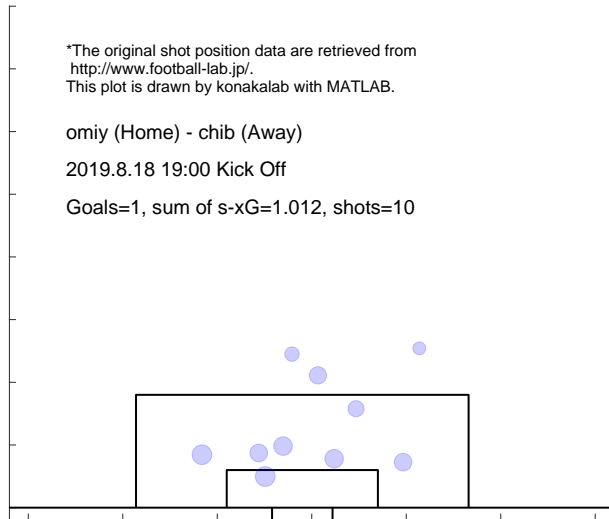 *The original shot position data are retrieved from
http://www.football-lab.jp/.
This plot is drawn by konakalab with MATLAB.
omiy (Home) - chib (Away)
2019.8.18 19:00 Kick Off
Goals=1, sum of s-xG=1.012, shots=10